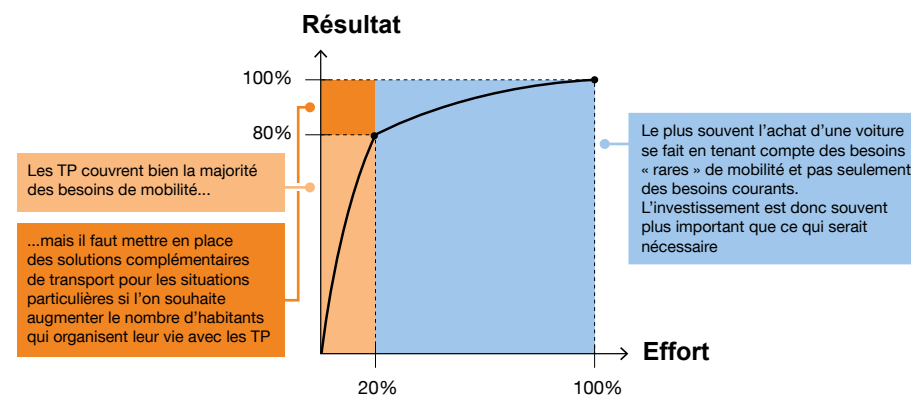 Résultat
100%
80%
Les TP couvrent bien la majorité
des besoins de mobilité...
...mais il faut mettre en place
des solutions complémentaires
de transport pour les situations
particulières si l’on souhaite
augmenter le nombre d’habitants
qui organisent leur vie avec les TP
Le plus souvent l’achat d’une voiture
se fait en tenant compte des besoins
« rares » de mobilité et pas seulement
des besoins courants.
L’investissement est donc souvent
plus important que ce qui serait
nécessaire
Effort
20%
100%